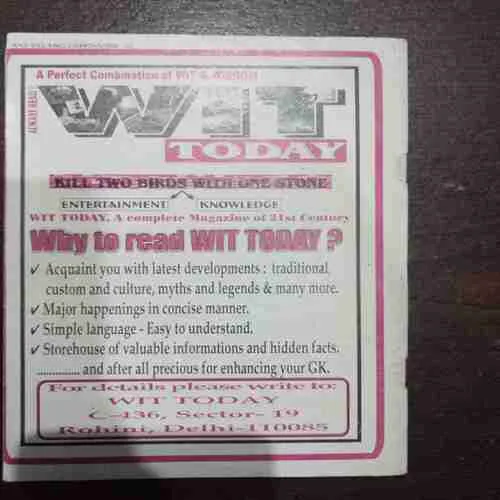 A Perfect Combination of WIT & WISDOM
ALWAYS READ
WIT
TODAY
KILL TWO BIRDS WITH ONE STONE
ENTERTAINMENT KNOWLEDGE
WIT TODAY, A complete Magazine of 21st Century
Why to read WIT TODAY ?
✔ Acquaint you with latest developments : traditional,
custom and culture, myths and legends & many more.
✔ Major happenings in concise manner.
✔ Simple language - Easy to understand.
✔ Storehouse of valuable informations and hidden facts.
.............. and after all precious for enhancing your GK.
For details please write to:
WIT TODAY
C-436, Sector- 19
Rohini, Delhi-110085